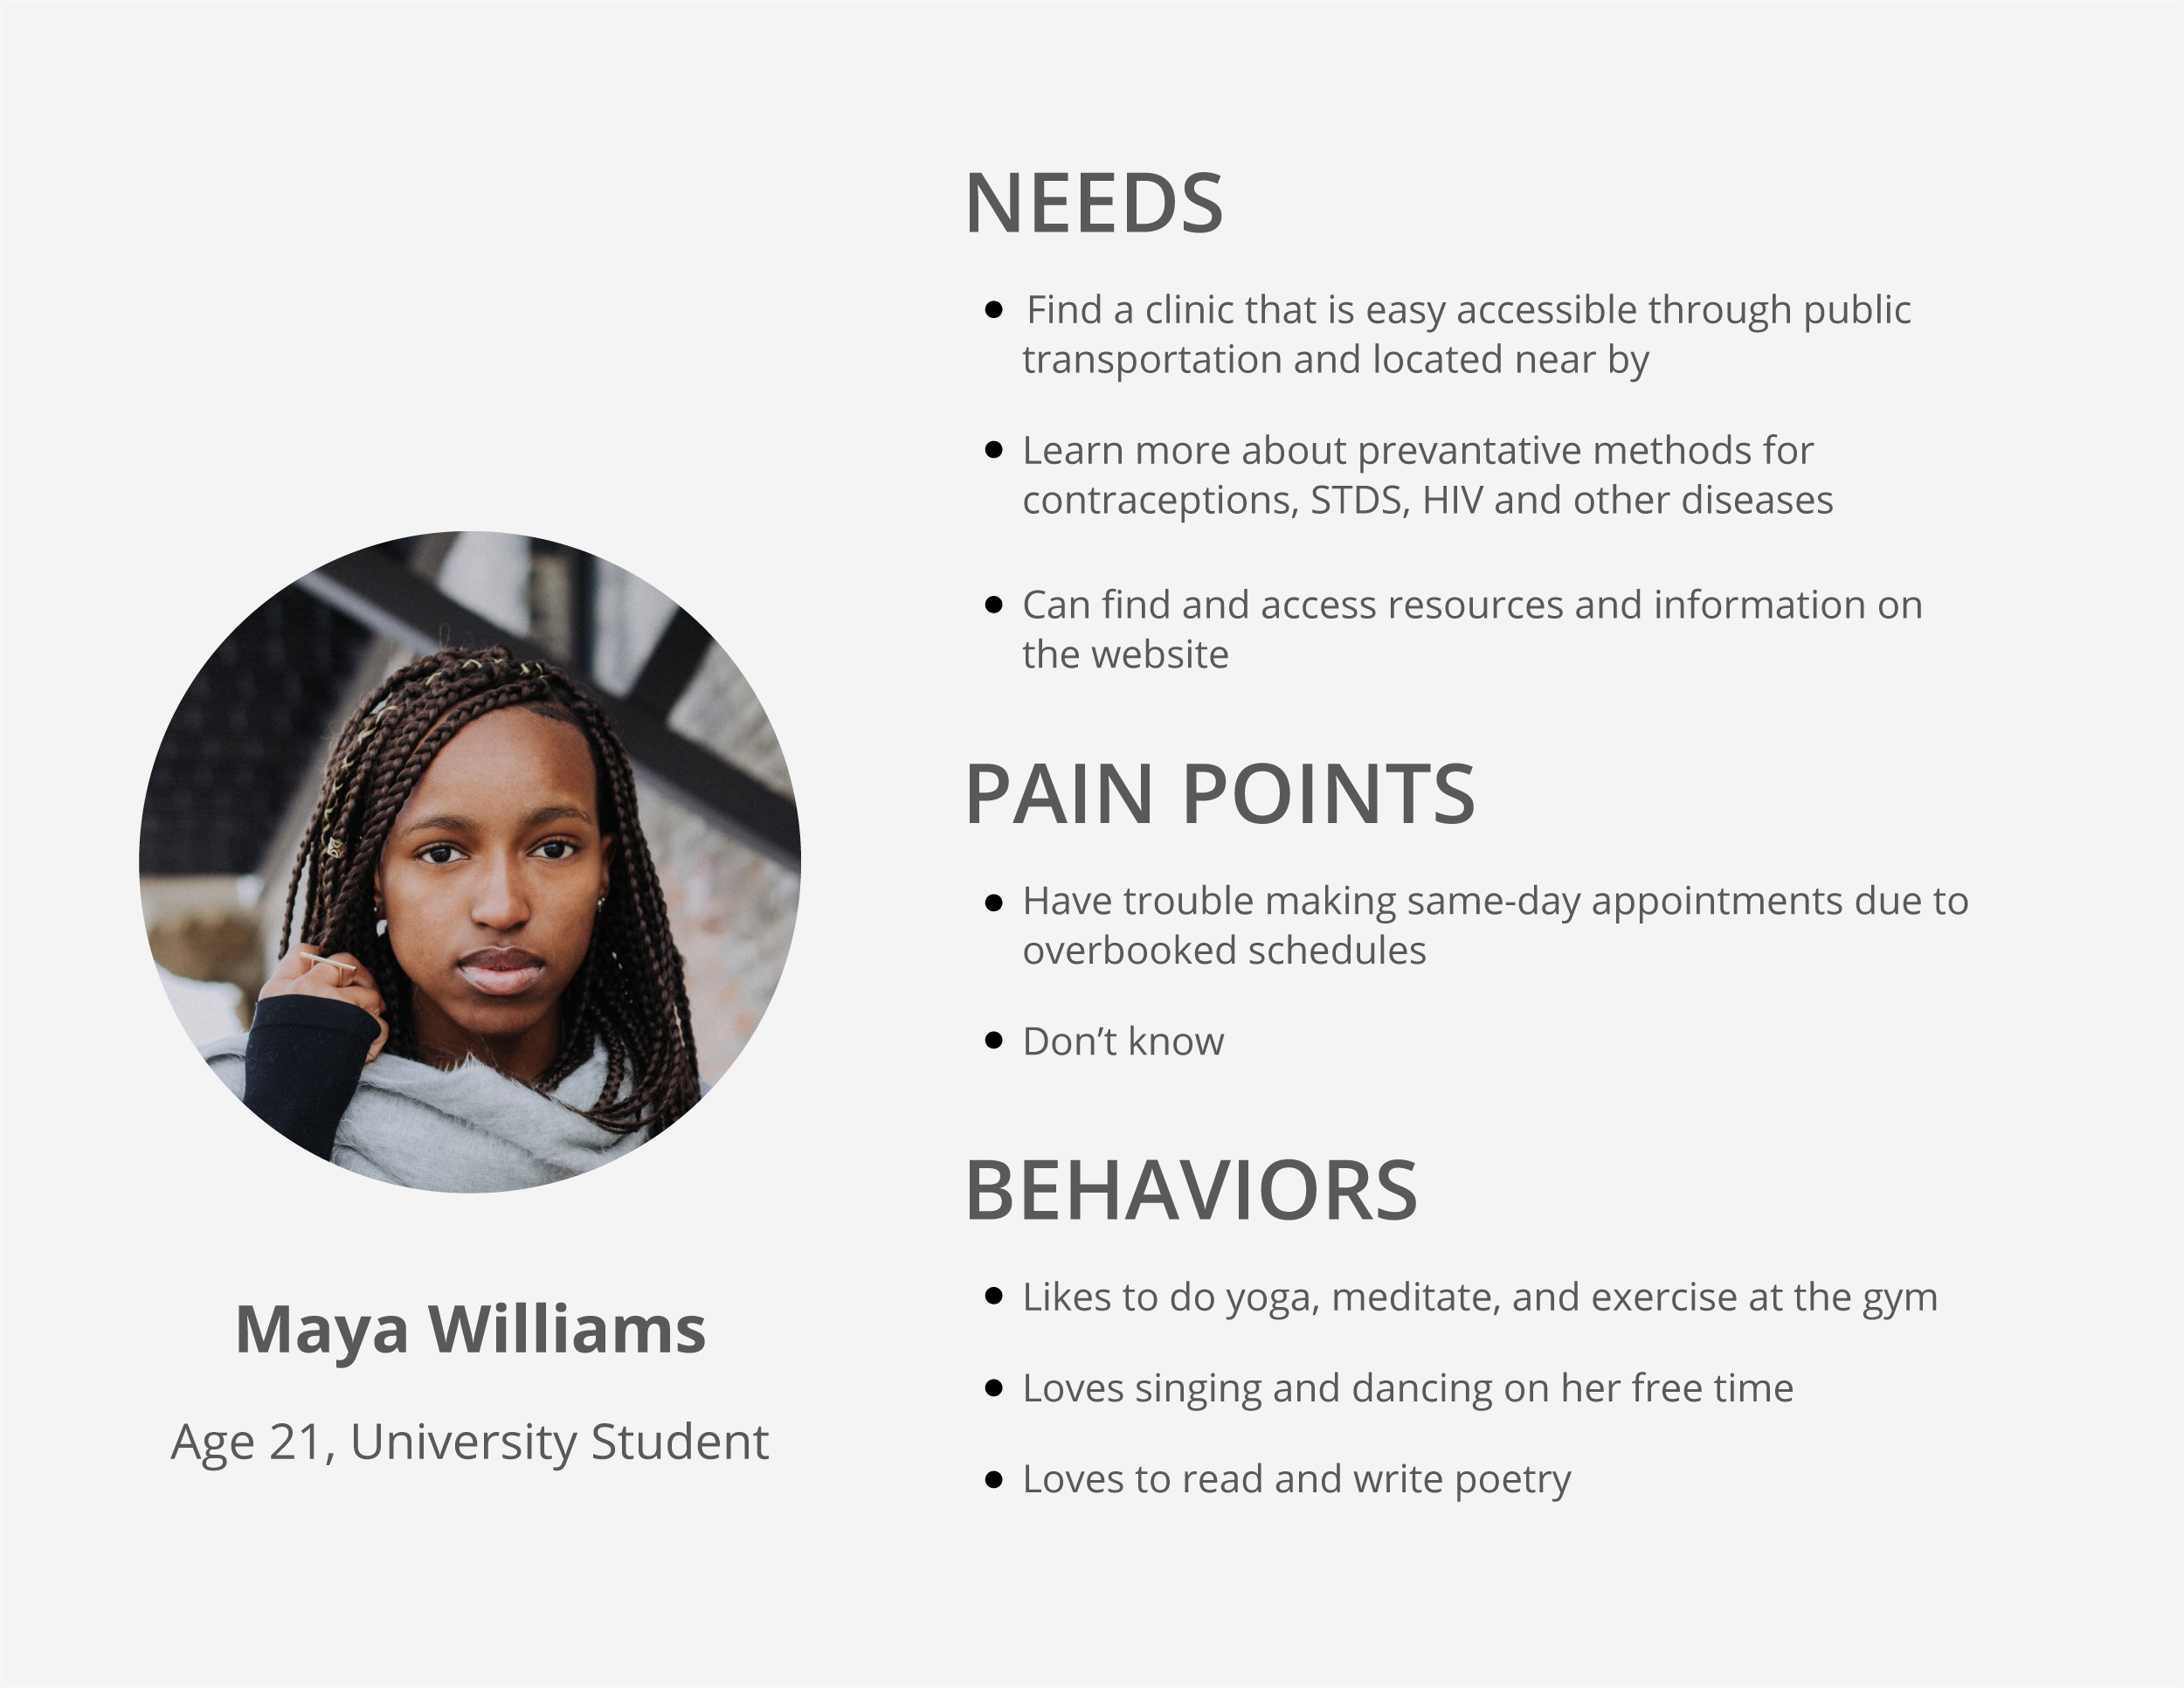 NEEDS
Find a clinic that is easy accessible through public
transportation and located near by
Learn more about prevantative methods for
contraceptions, STDS, HIV and other diseases
Can find and access resources and information on
the website
PAIN POINTS
Have trouble making same-day appointments due to
overbooked schedules
Don’t know
BEHAVIORS
Likes to do yoga, meditate, and exercise at the gym
Loves singing and dancing on her free time
Loves to read and write poetry
Maya Williams
Age 21, University Student